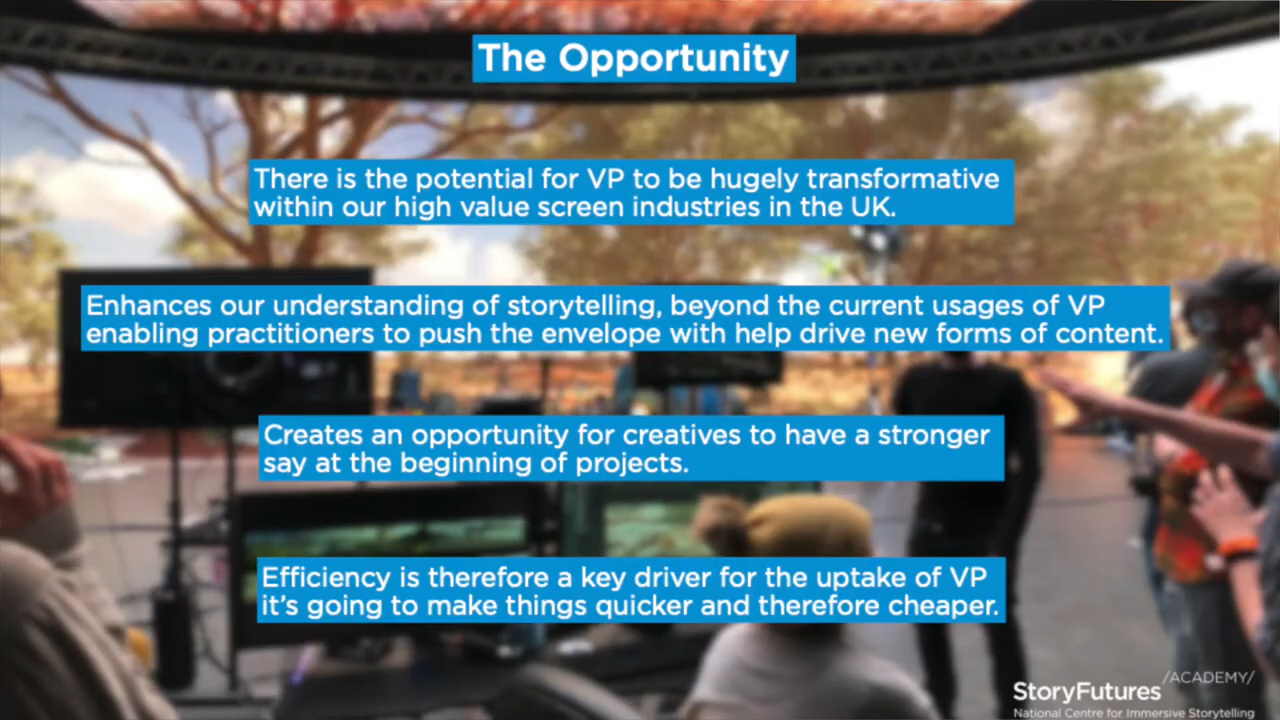 The Opportunity
There is the potential for VP to be hugely transformative
within our high value screen industries in the UK.
Enhances our understanding of storytelling, beyond the current usages of VP
enabling practitioners to push the envelope with help drive new forms of content.
Creates an opportunity for creatives to have a stronger
say at the beginning of projects.
Efficiency is therefore a key driver for the uptake of VP
it's going to make things quicker and therefore cheaper.
/ACADEMY/
StoryFutures
National Centre for Immersive Storytelling